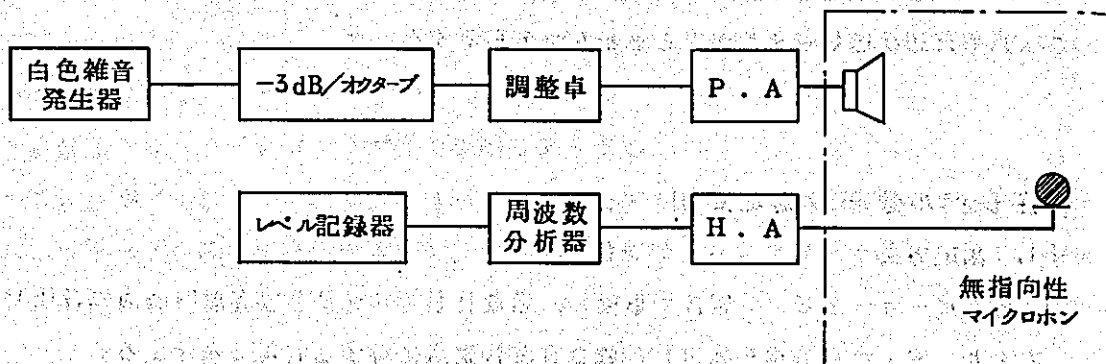 白色雑音
発生器
-3dB/オクターブ
調整卓
P.A
レベル記録器
周波数
分析器
H.A
無指向性
マイクロホン